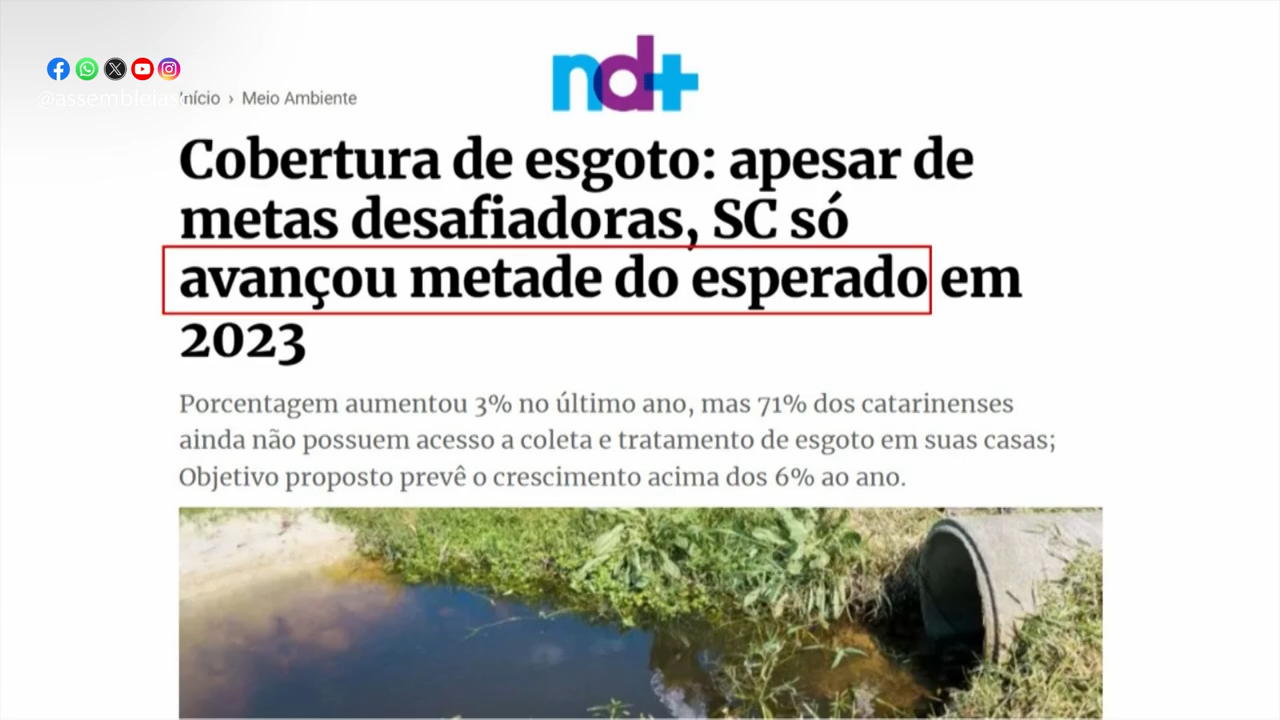 nd+
@assembleiasc
Início › Meio Ambiente
Cobertura de esgoto: apesar de
metas desafiadoras, SC só
avançou metade do esperado em
2023
Porcentagem aumentou 3% no último ano, mas 71% dos catarinenses
ainda não possuem acesso a coleta e tratamento de esgoto em suas casas;
Objetivo proposto prevê o crescimento acima dos 6% ao ano.